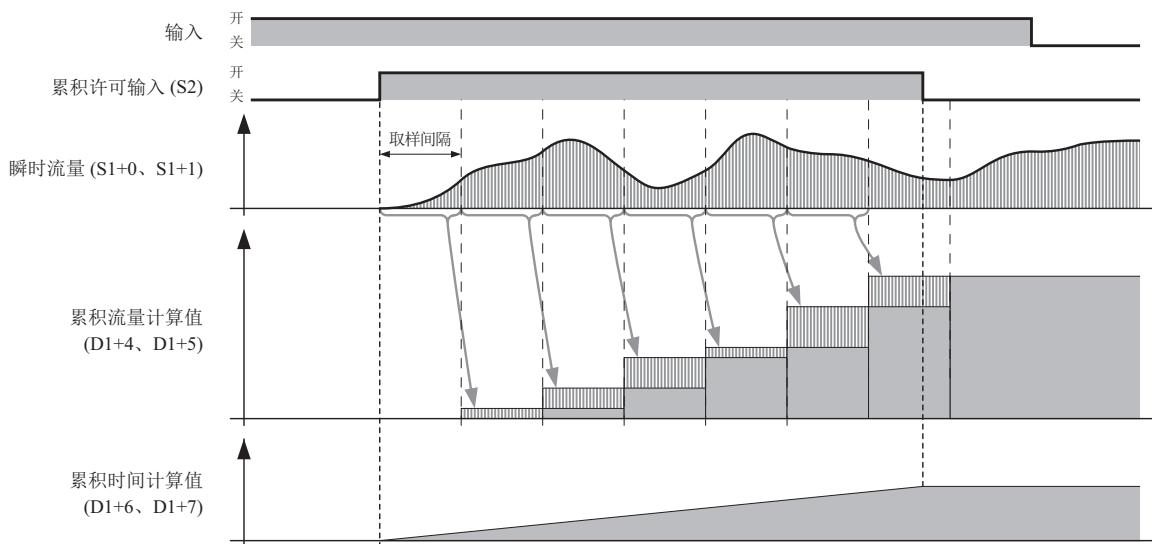 输入
开
关
累积许可输入 (S2)
开
关
取样间隔
瞬时流量 (S1+0、S1+1)
累积流量计算值
(D1+4、D1+5)
累积时间计算值
(D1+6、D1+7)